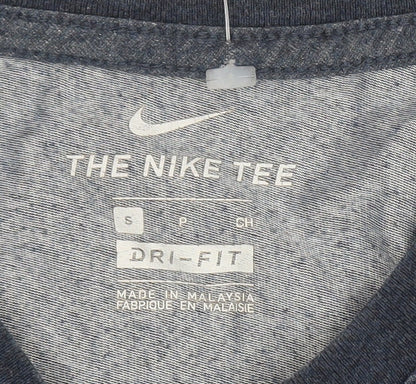 THE NIKE TEE
S P CH
DRI-FIT
MADE IN MALAYSIA
FABRIQUE EN MALAISIE